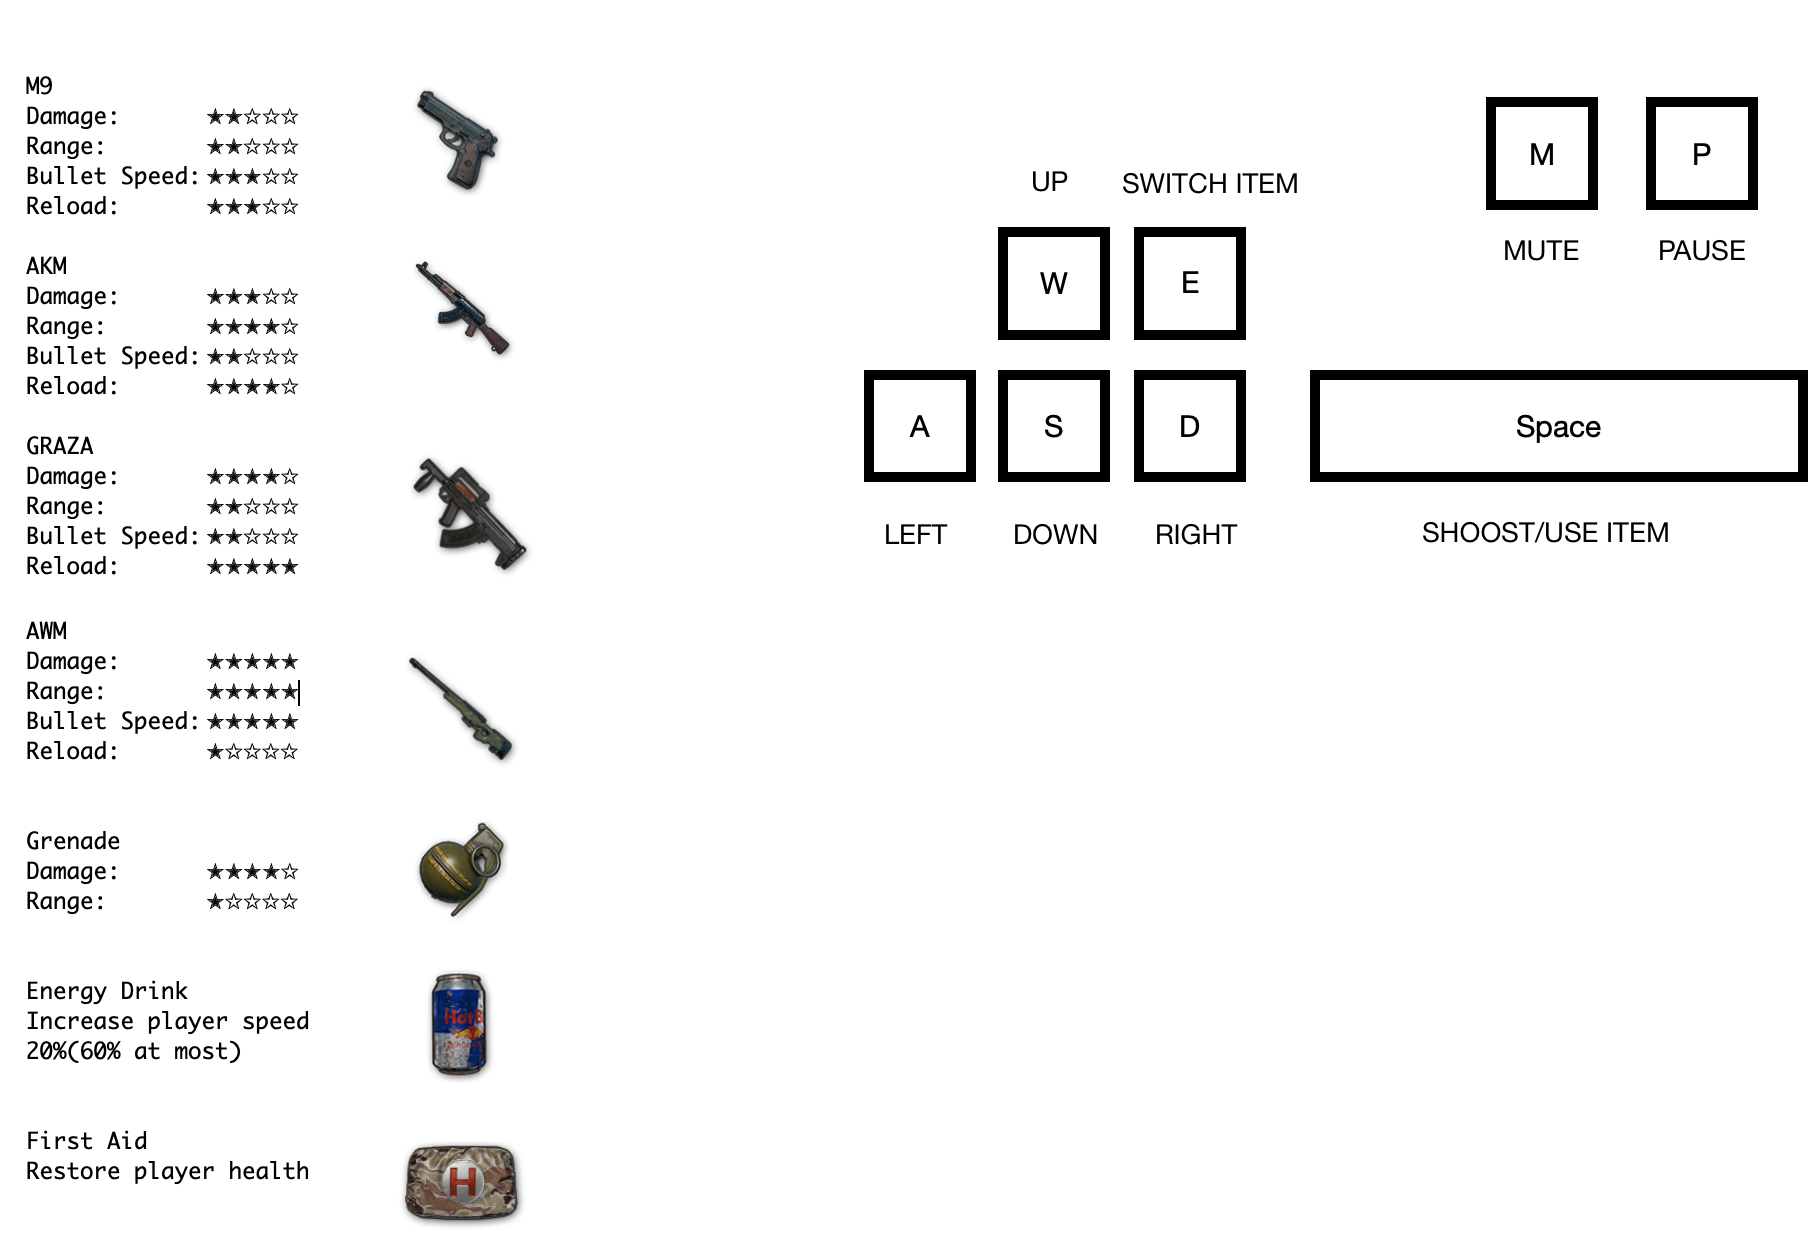 M9
Damage: ★★☆☆☆
Range: ★★☆☆☆
Bullet Speed: ★★★☆☆
Reload: ★★★☆☆
AKM
Damage: ★★★☆☆
Range: ★★★★☆
Bullet Speed: ★★☆☆☆
Reload: ★★★★☆
GRAZA
Damage: ★★★★☆
Range: ★★☆☆☆
Bullet Speed: ★★☆☆☆
Reload: ★★★★★
AWM
Damage: ★★★★★
Range: ★★★★★
Bullet Speed: ★★★★★
Reload: ★☆☆☆☆
Grenade
Damage: ★★★★☆
Range: ★☆☆☆☆
Energy Drink
Increase player speed
20%(60% at most)
First Aid
Restore player health
H
UP SWITCH ITEM
W E
A S D
LEFT DOWN RIGHT
M P
MUTE PAUSE
Space
SHOOST/USE ITEM